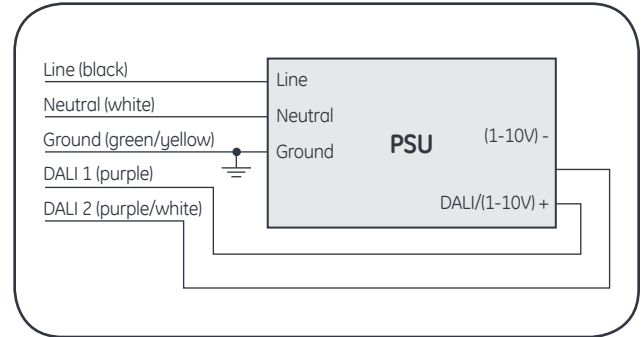 Line (black)
Neutral (white)
Ground (green/yellow)
DALI 1 (purple)
DALI 2 (purple/white)
Line
Neutral
Ground
PSU
(1-10V) -
DALI/(1-10V) +